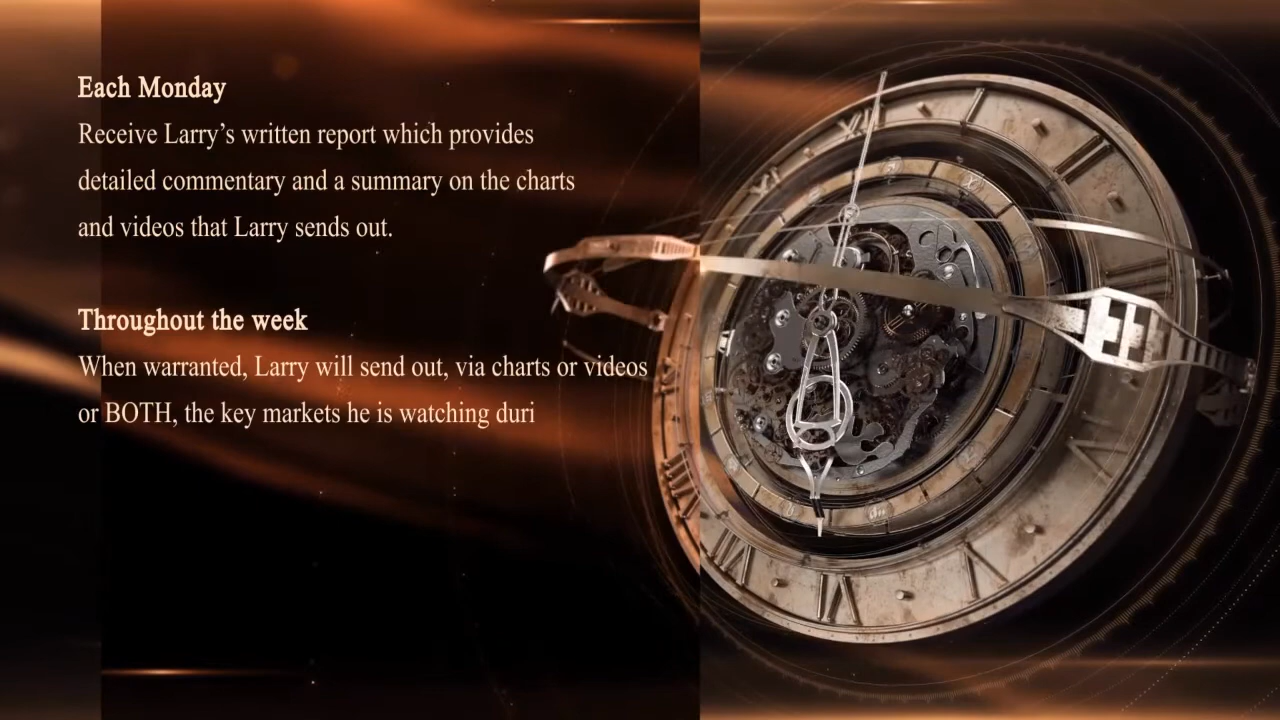 Each Monday
Receive Larry’s written report which provides
detailed commentary and a summary on the charts
and videos that Larry sends out.
Throughout the week
When warranted, Larry will send out, via charts or videos
or BOTH, the key markets he is watching duri